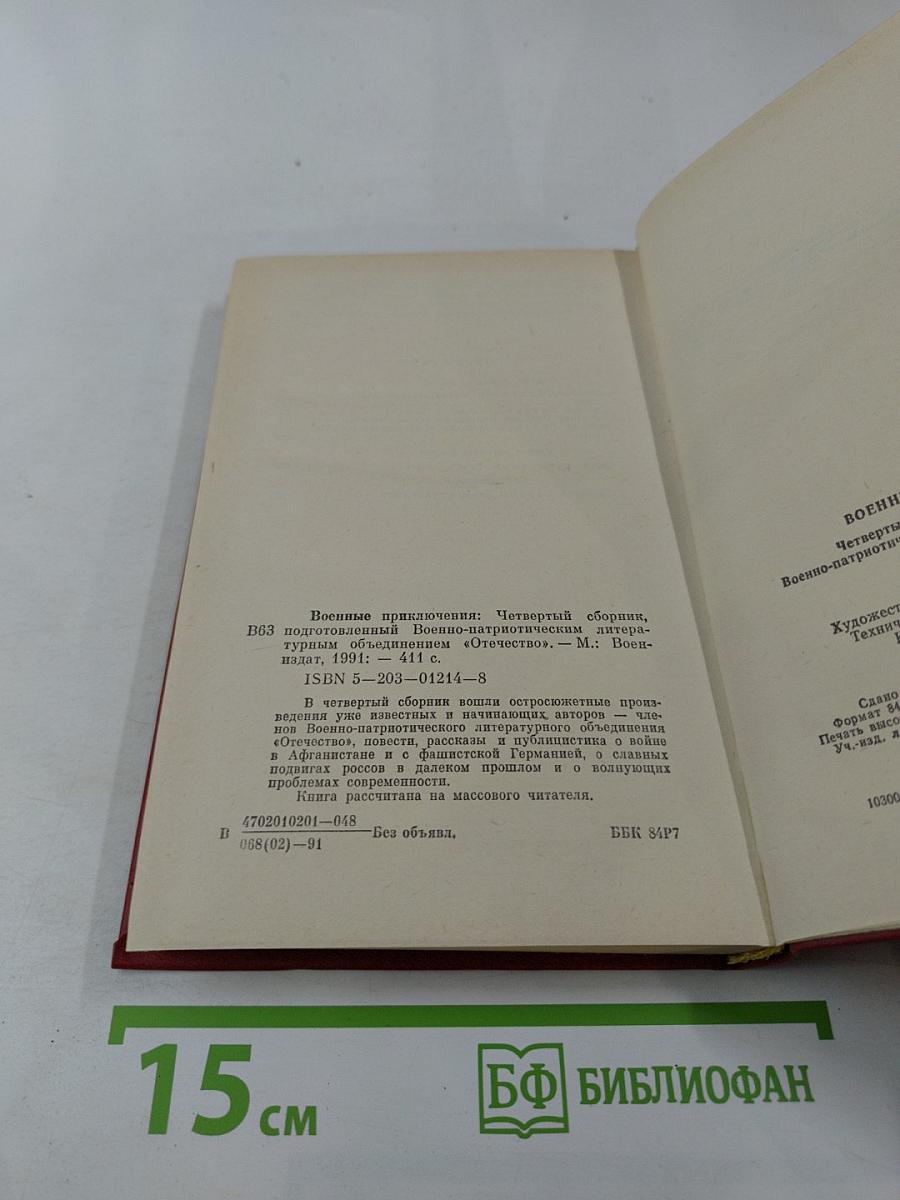 Военные приключения: Четвертый сборник,
В63 подготовленный Военно-патриотическим литера-
турным объединением «Отечество». — М.: Воен-
издат, 1991: — 411 с.
ISBN 5—203—01214—8
В четвертый сборник вошли остросюжетные произ-
ведения уже известных и начинающих авторов — чле-
нов Военно-патриотического литературного объединения
«Отечество», повести, рассказы и публицистика о войне
в Афганистане и с фашистской Германией, о славных
подвигах россов в далеком прошлом и о волнующих
проблемах современности.
Книга рассчитана на массового читателя.
В 4702010201—048 Без объявл. ББК 84Р7
068(02)—91
ВОЕНН
Четверты
Военно-патриоти
Художест
Технич
Сдано
Формат 84
Печать высо
Уч.-изд. л
10300
15 см
БФ БИБЛИОФАН